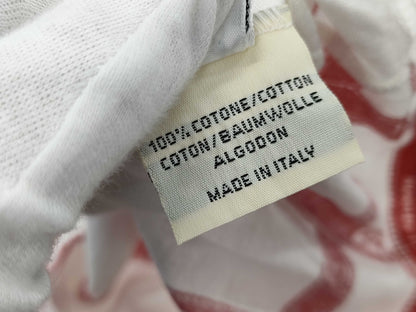 100% COTONE/COTTON
COTON/BAUMWOLLE
ALGODON
MADE IN ITALY